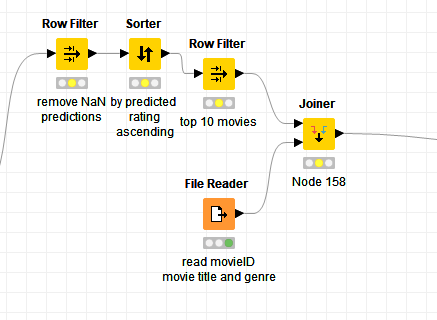 Row Filter
remove NaN
predictions
Sorter
by predicted
rating
ascending
Row Filter
top 10 movies
Joiner
Node 158
File Reader
read movieID
movie title and genre